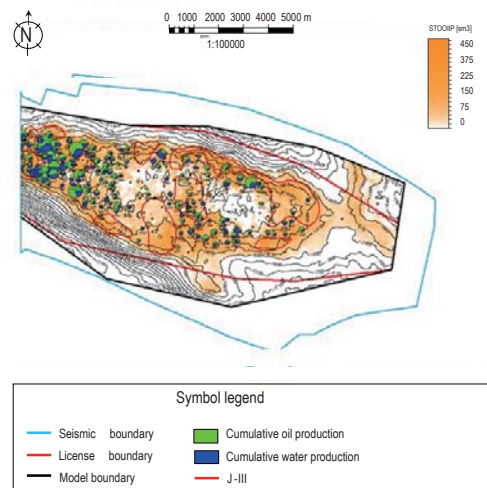 N
0 1000 2000 3000 4000 5000 m
1:100000
STOOIIP [sm3]
450
375
225
150
75
0
Symbol legend
Seismic boundary
License boundary
Model boundary
Cumulative oil production
Cumulative water production
J-III